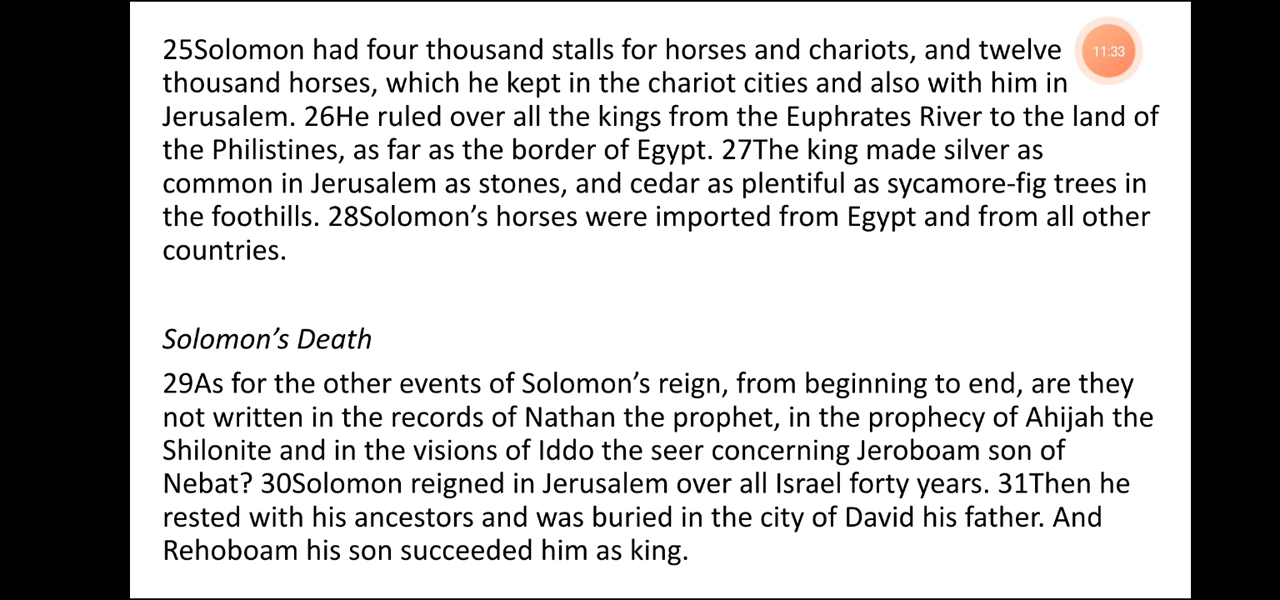 25Solomon had four thousand stalls for horses and chariots, and twelve
11:33
thousand horses, which he kept in the chariot cities and also with him in
Jerusalem. 26He ruled over all the kings from the Euphrates River to the land of
the Philistines, as far as the border of Egypt. 27The king made silver as
common in Jerusalem as stones, and cedar as plentiful as sycamore-fig trees in
the foothills. 28Solomon’s horses were imported from Egypt and from all other
countries.
Solomon’s Death
29As for the other events of Solomon’s reign, from beginning to end, are they
not written in the records of Nathan the prophet, in the prophecy of Ahijah the
Shilonite and in the visions of Iddo the seer concerning Jeroboam son of
Nebat? 30Solomon reigned in Jerusalem over all Israel forty years. 31Then he
rested with his ancestors and was buried in the city of David his father. And
Rehoboam his son succeeded him as king.